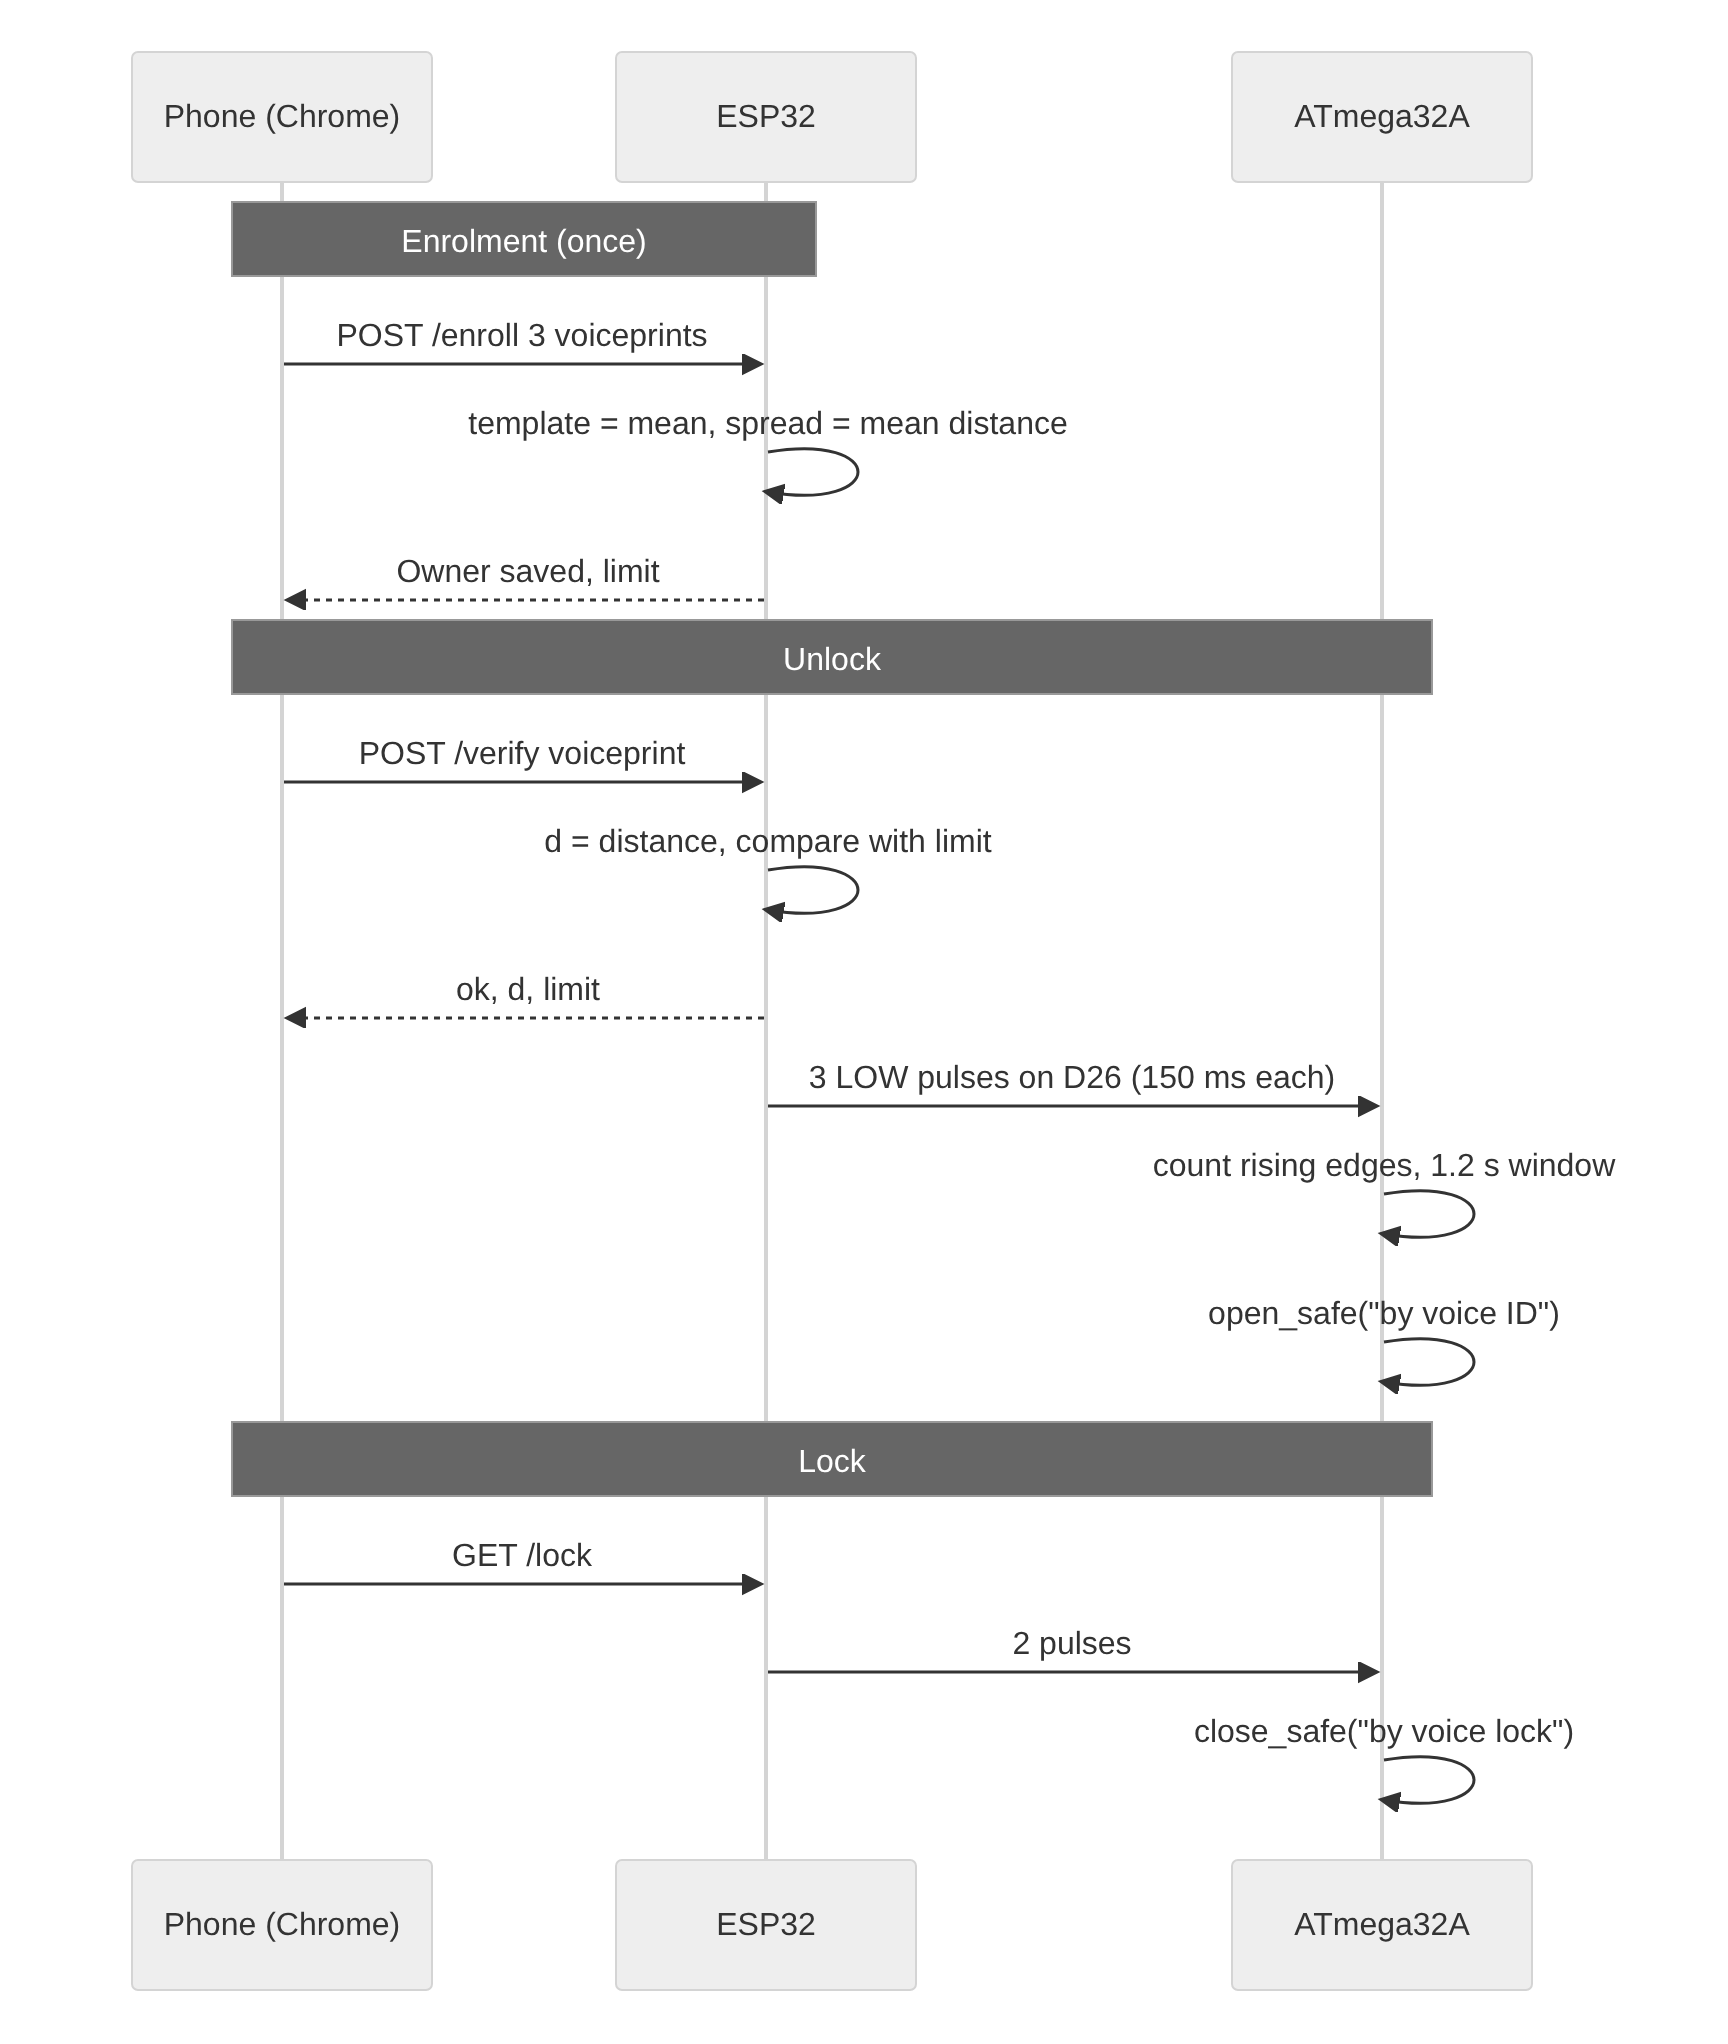 Phone (Chrome)
ESP32
ATmega32A
Enrolment (once)
POST /enroll 3 voiceprints
template = mean, spread = mean distance
Owner saved, limit
Unlock
POST /verify voiceprint
d = distance, compare with limit
ok, d, limit
3 LOW pulses on D26 (150 ms each)
count rising edges, 1.2 s window
open_safe("by voice ID")
Lock
GET /lock
2 pulses
close_safe("by voice lock")
Phone (Chrome)
ESP32
ATmega32A